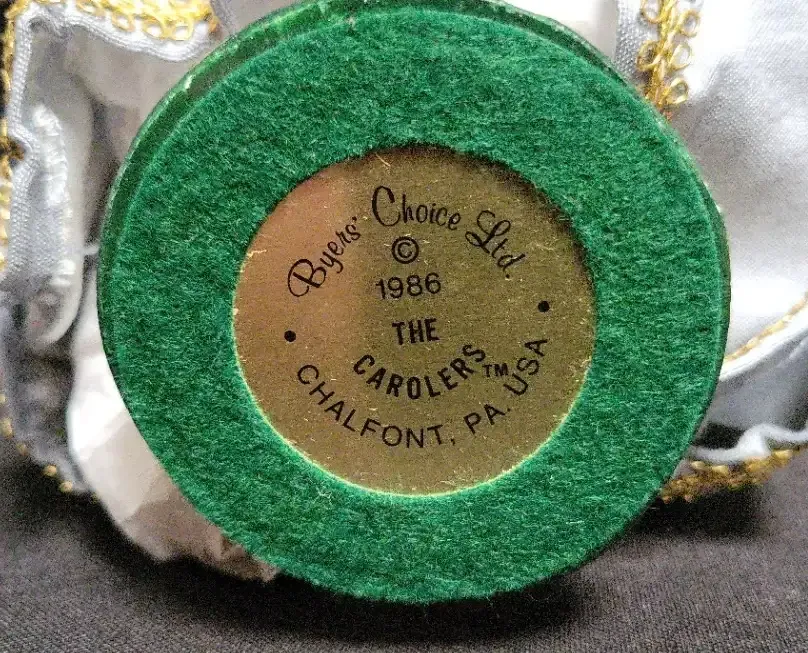 Byers' Choice Ltd.
©
1986
THE
CAROLERS™
CHALFONT, PA. USA